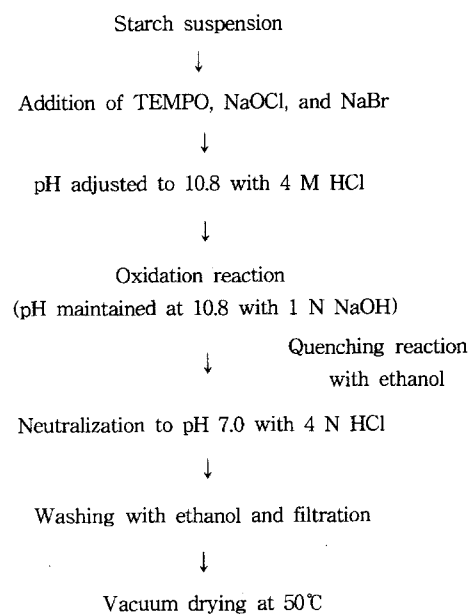 Starch suspension
↓
Addition of TEMPO, NaOCl, and NaBr
↓
pH adjusted to 10.8 with 4 M HCl
↓
Oxidation reaction
(pH maintained at 10.8 with 1 N NaOH)
↓
Quenching reaction
with ethanol
Neutralization to pH 7.0 with 4 N HCl
↓
Washing with ethanol and filtration
↓
Vacuum drying at 50℃